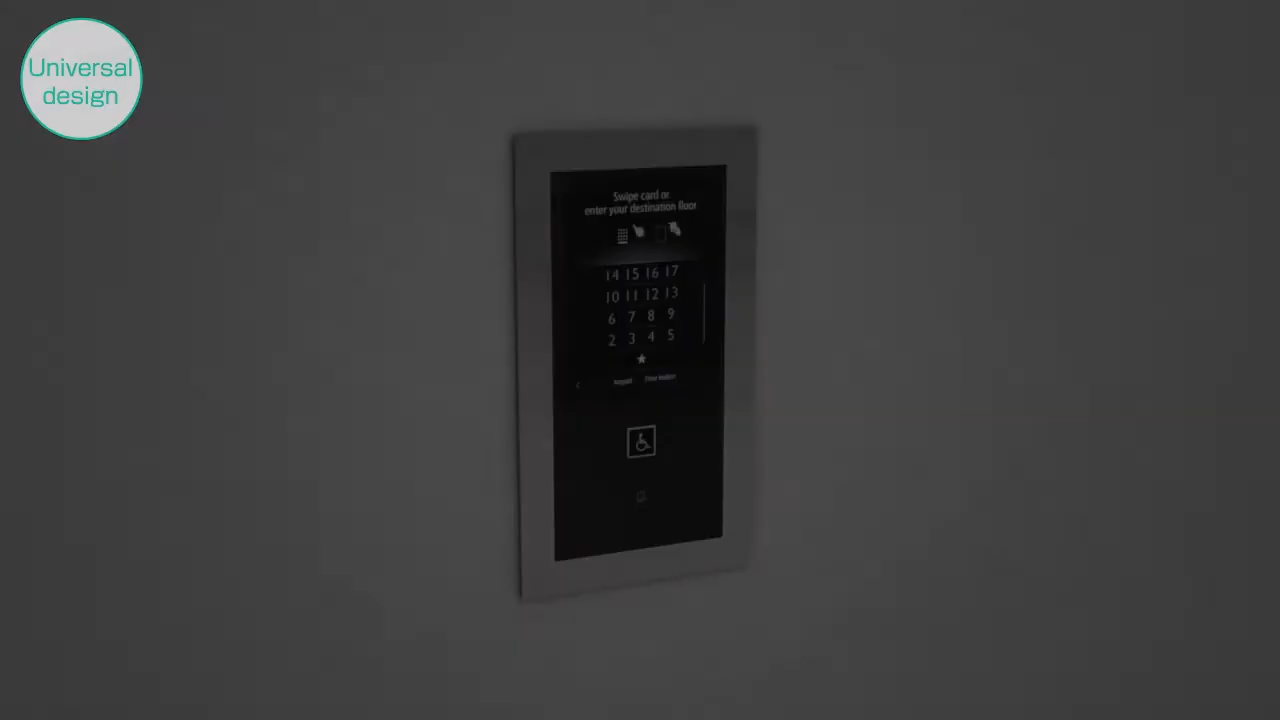 Universal
design
Swipe card or
enter your destination floor
14 15 16 17
10 11 12 13
6 7 8 9
2 3 4 5